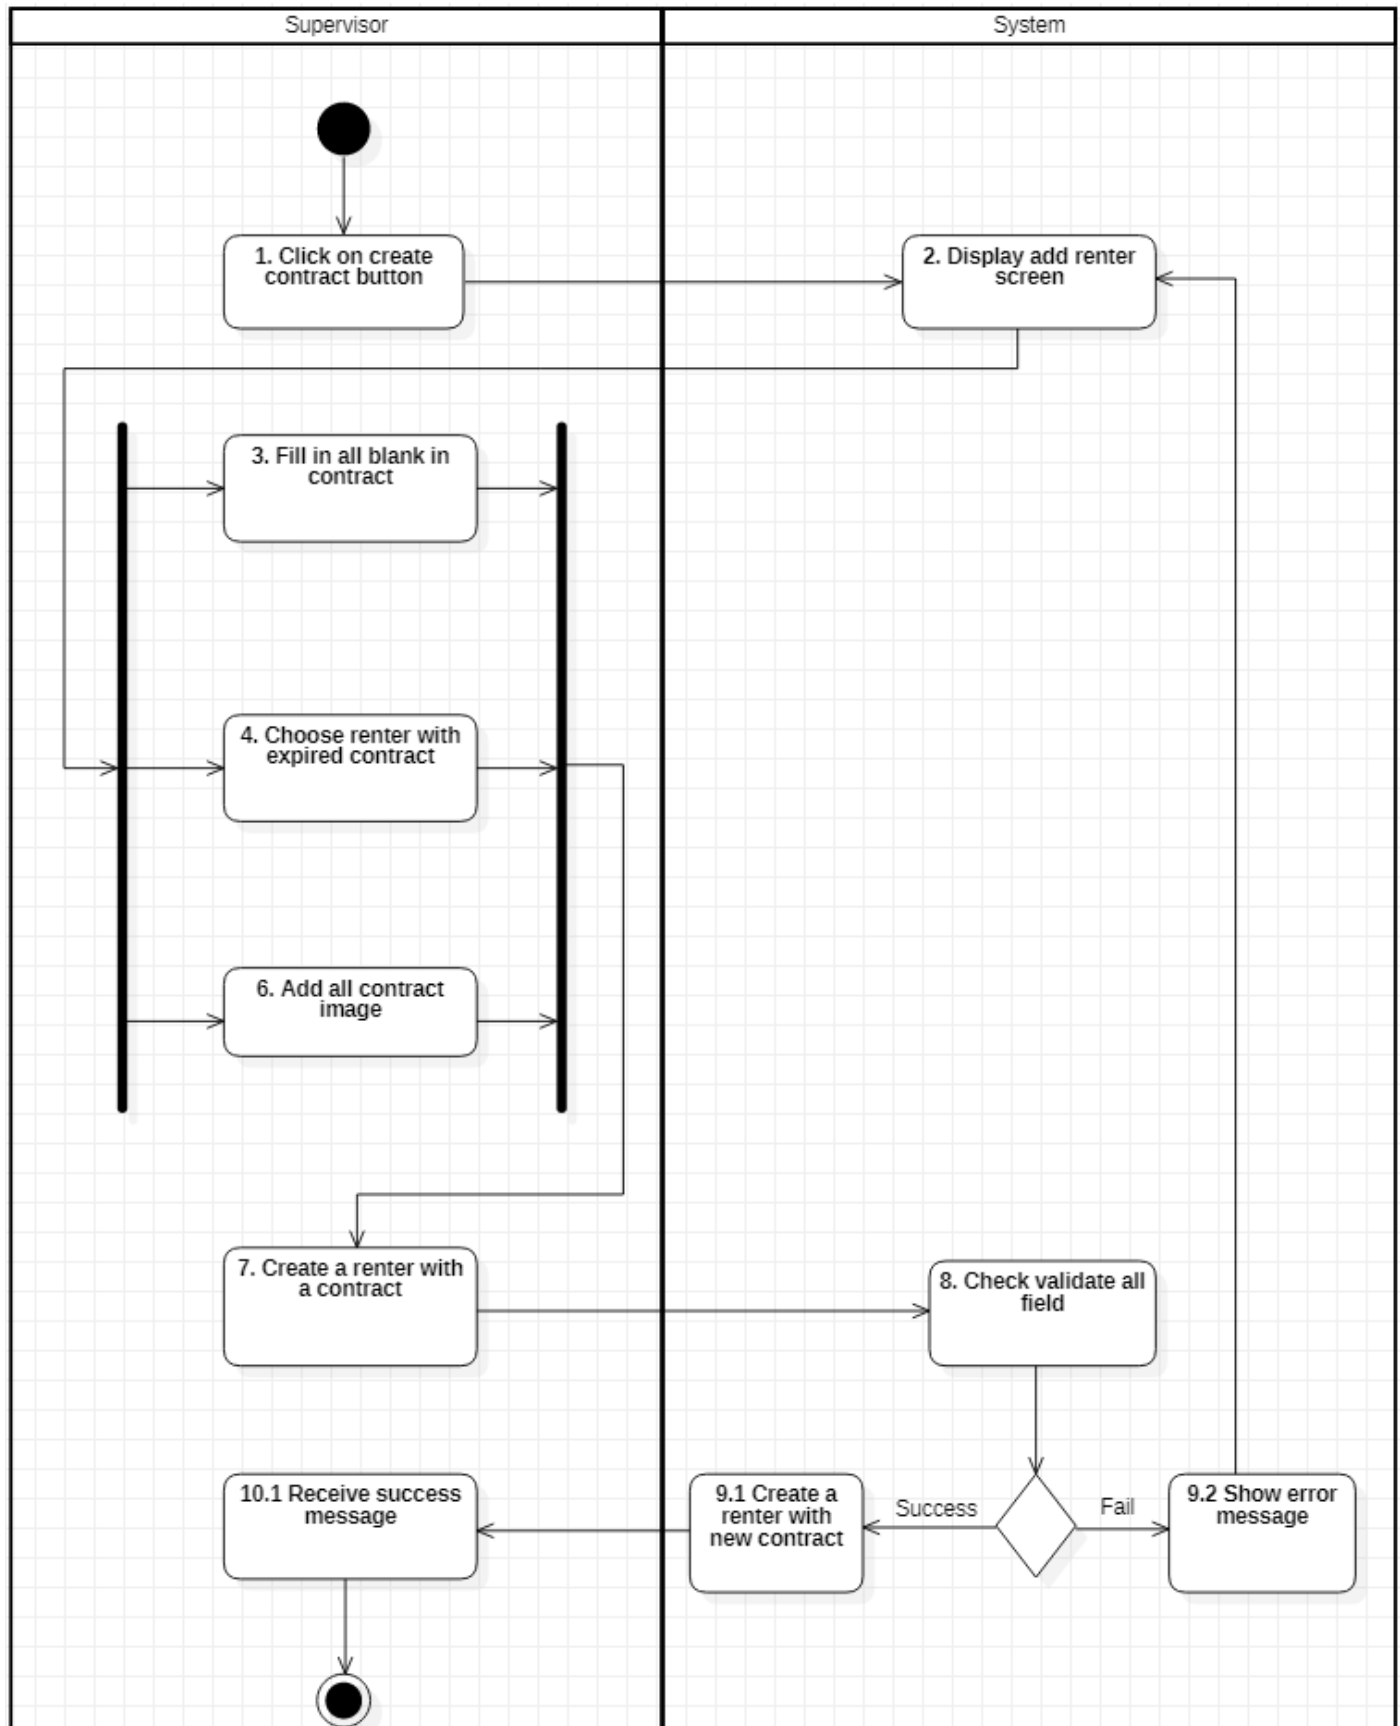 Supervisor
System
1. Click on create
contract button
2. Display add renter
screen
3. Fill in all blank in
contract
4. Choose renter with
expired contract
6. Add all contract
image
7. Create a renter with
a contract
8. Check validate all
field
10.1 Receive success
message
9.1 Create a
renter with
new contract
Success
Fail
9.2 Show error
message